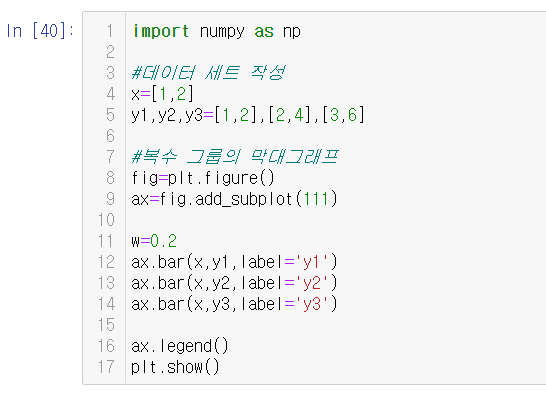 In [40]:
1 import numpy as np
2
3 #데이터 세트 작성
4 x=[1,2]
5 y1,y2,y3=[1,2],[2,4],[3,6]
6
7 #복수 그룹의 막대그래프
8 fig=plt.figure()
9 ax=fig.add_subplot(111)
10
11 w=0.2
12 ax.bar(x,y1,label='y1')
13 ax.bar(x,y2,label='y2')
14 ax.bar(x,y3,label='y3')
15
16 ax.legend()
17 plt.show()